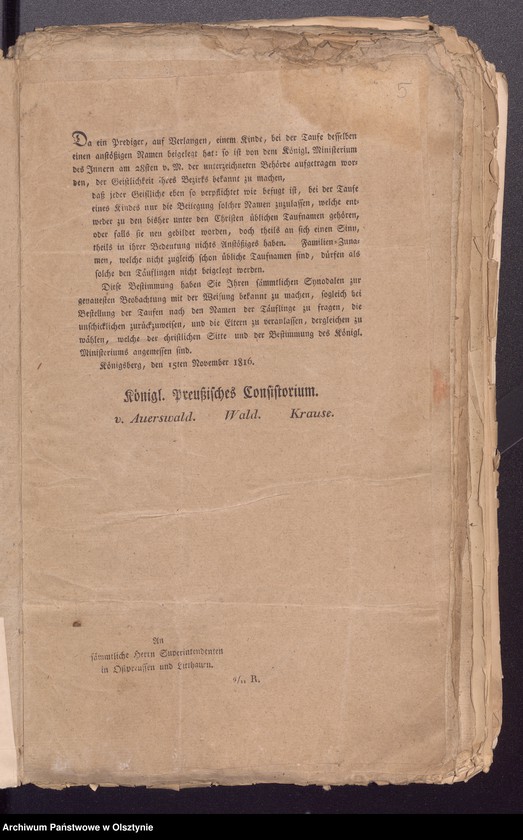 5
Da ein Prediger, auf Verlangen, einem Kinde, bei der Taufe desselben
einen anstößigen Namen beigelegt hat: so ist von dem Königl. Ministerium
des Innern am 28sten v. M. der unterzeichneten Behörde aufgetragen wor-
den, der Geistlichkeit ihres Bezirks bekannt zu machen,
daß jeder Geistliche eben so verpflichtet wie befugt ist, bei der Taufe
eines Kindes nur die Beilegung solcher Namen zuzulassen, welche ent-
weder zu den bisher unter den Christen üblichen Taufnamen gehören,
oder falls sie neu gebildet worden, doch theils an sich einen Sinn,
theils in ihrer Bedeutung nichts Anstößiges haben. Familien-Zuna-
men, welche nicht zugleich schon übliche Taufnamen sind, dürfen als
solche den Täuflingen nicht beigelegt werden.
Diese Bestimmung haben Sie Ihren sämmtlichen Synodalen zur
genauesten Beobachtung mit der Weisung bekannt zu machen, sogleich bei
Bestellung der Taufen nach den Namen der Täuflinge zu fragen, die
unschicklichen zurückzuweisen, und die Eltern zu veranlassen, dergleichen zu
wählen, welche der christlichen Sitte und der Bestimmung des Königl.
Ministeriums angemessen sind.
Königsberg, den 15ten November 1816.
Königl. Preußisches Consistorium.
v. Auerswald. Wald. Krause.
An
sämmtliche Herrn Superintendenten
in Ostpreussen und Litthauen.
⁹/₁₁ R.
Archiwum Państwowe w Olsztynie